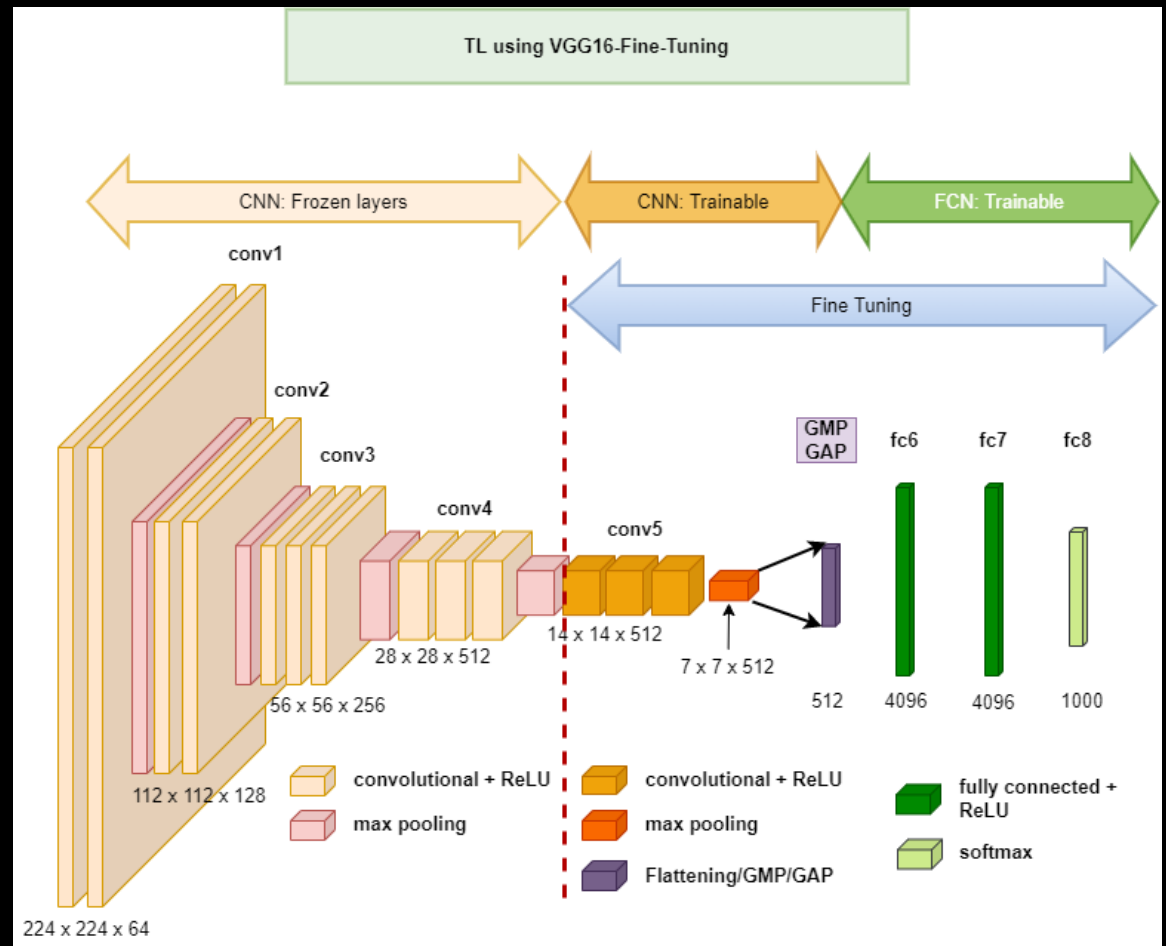 TL using VGG16-Fine-Tuning
CNN: Frozen layers
CNN: Trainable
FCN: Trainable
Fine Tuning
conv1
conv2
conv3
conv4
conv5
GMP
GAP
fc6
fc7
fc8
224 x 224 x 64
112 x 112 x 128
56 x 56 x 256
28 x 28 x 512
14 x 14 x 512
7 x 7 x 512
512
4096
4096
1000
convolutional + ReLU
max pooling
convolutional + ReLU
max pooling
Flattening/GMP/GAP
fully connected +
ReLU
softmax